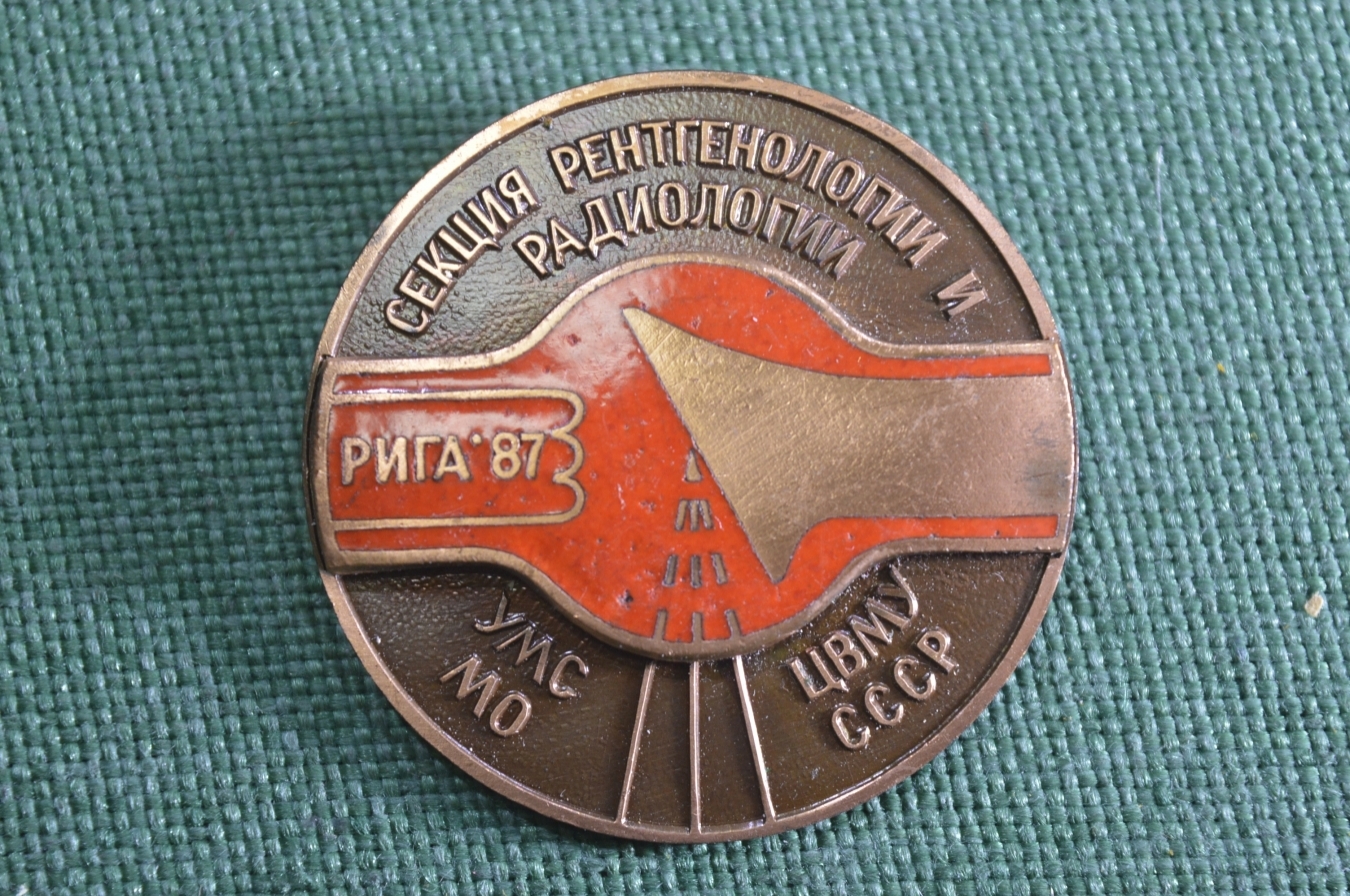 СЕКЦИЯ РЕНТГЕНОЛОГИИ И
РАДИОЛОГИИ
РИГА·87
УМС ЦВМУ
МО СССР